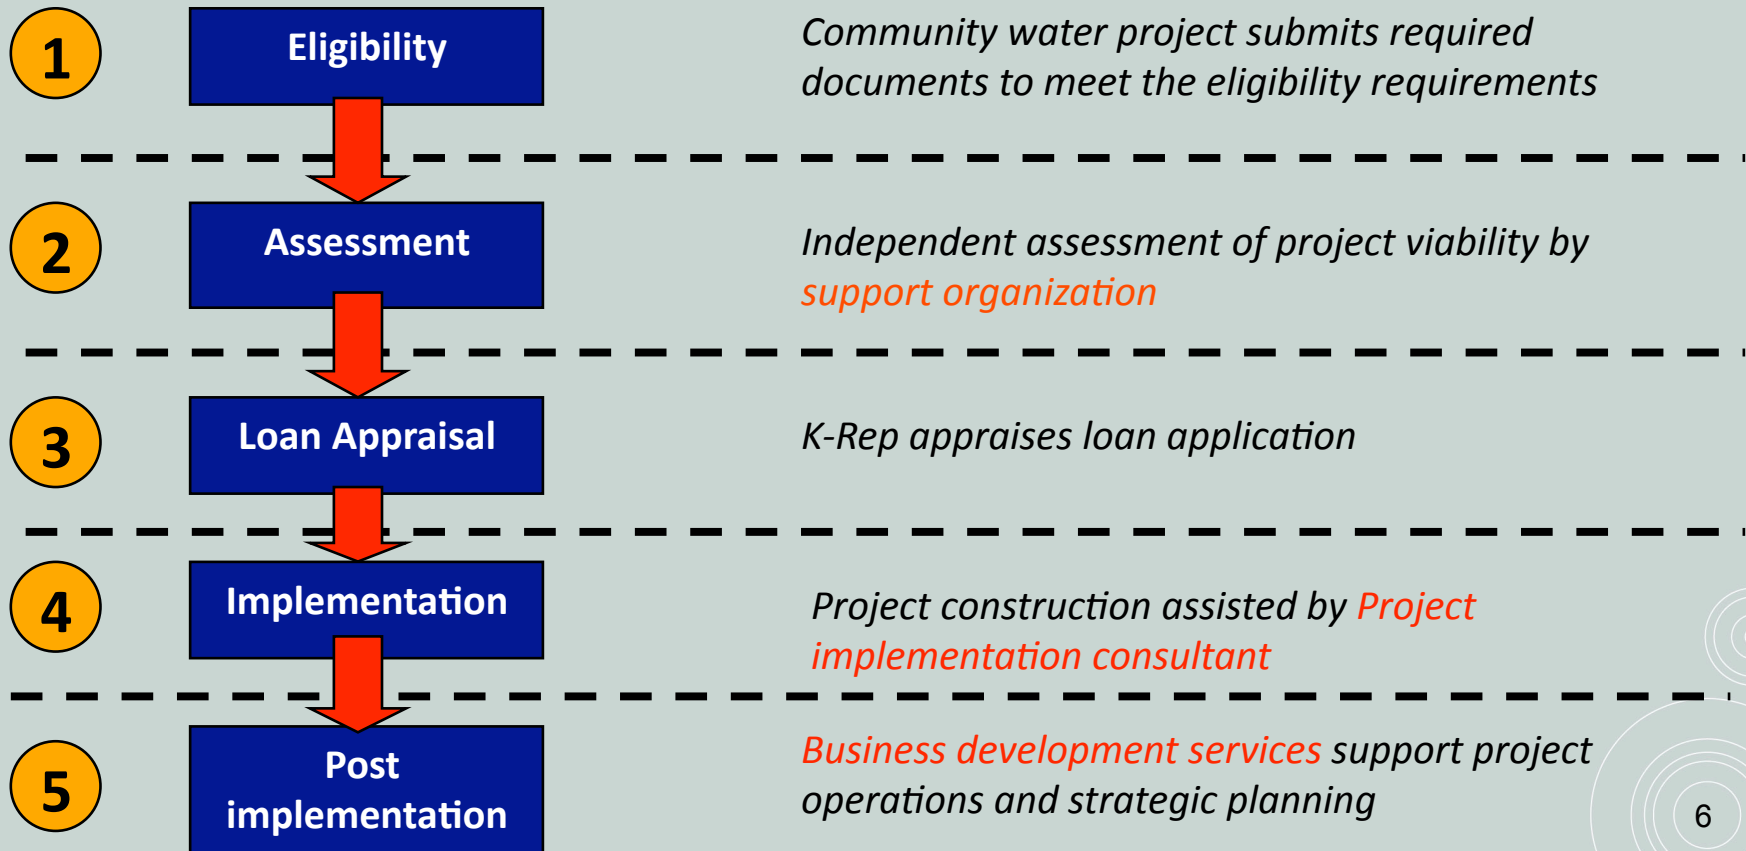 1
Eligibility
Community water project submits required
documents to meet the eligibility requirements
2
Assessment
Independent assessment of project viability by
support organization
3
Loan Appraisal
K-Rep appraises loan application
4
Implementation
Project construction assisted by Project
implementation consultant
5
Post
implementation
Business development services support project
operations and strategic planning
6